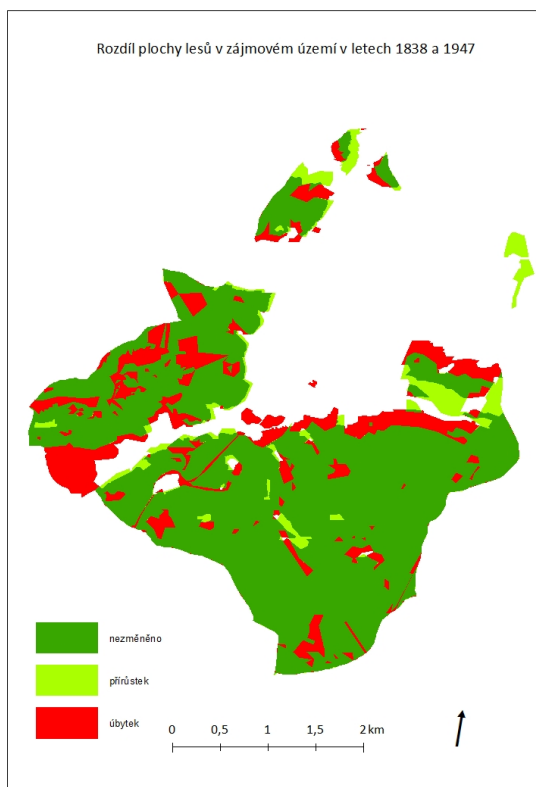 Rozdíl plochy lesů v zájmovém území v letech 1838 a 1947
nezměněno
přírůstek
úbytek
0 0,5 1 1,5 2 km